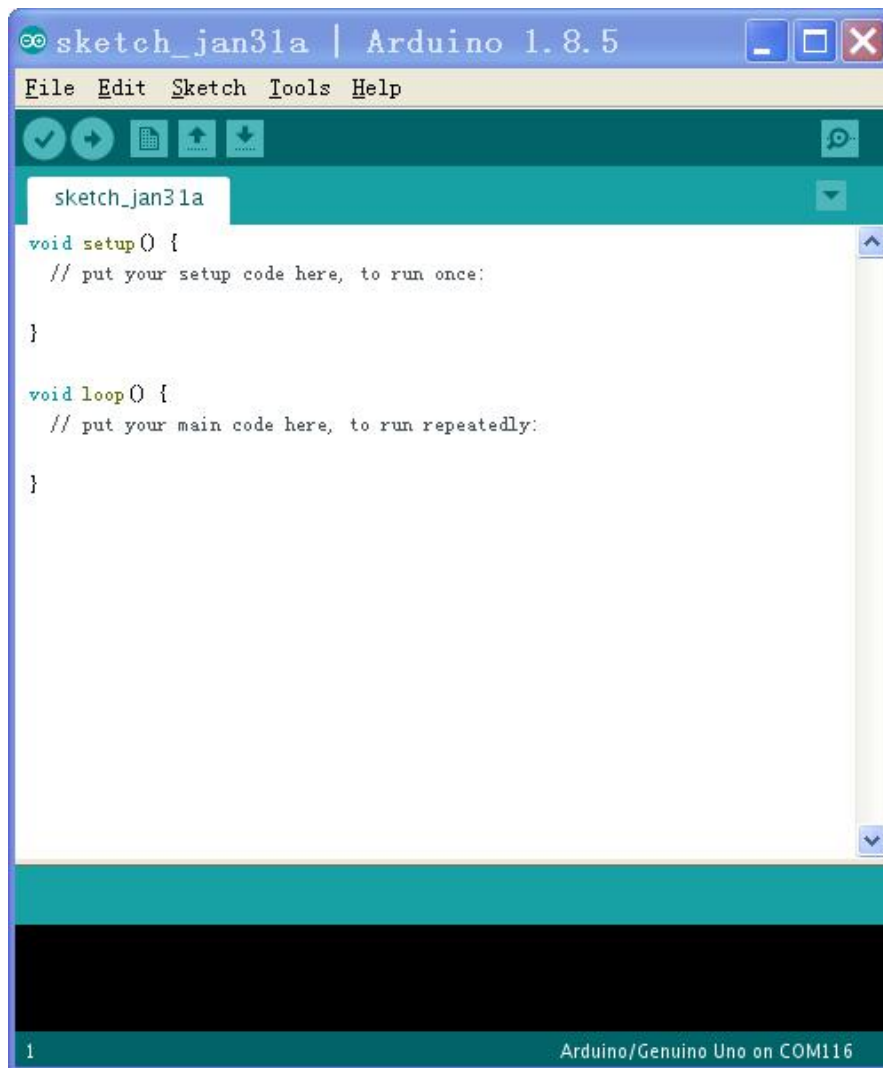 sketch_jan31a | Arduino 1.8.5
File Edit Sketch Tools Help
sketch_jan31a
void setup() {
  // put your setup code here, to run once:
}
void loop() {
  // put your main code here, to run repeatedly:
}
1 Arduino/Genuino Uno on COM116